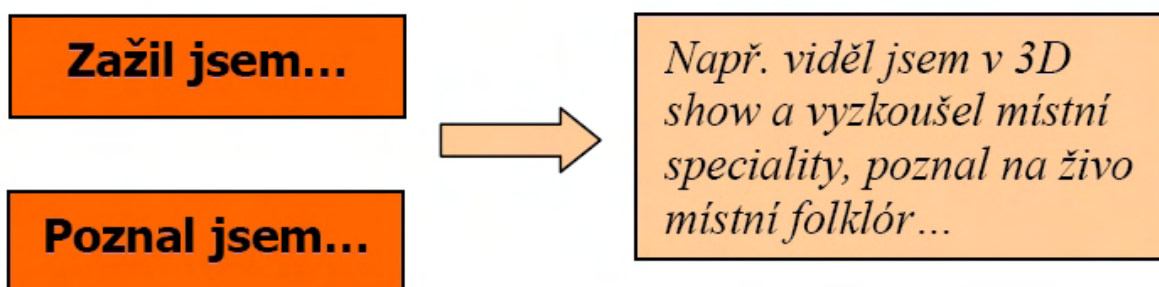 Zažil jsem...
Poznal jsem...
Např. viděl jsem v 3D
show a vyzkoušel místní
speciality, poznal na živo
místní folklór...